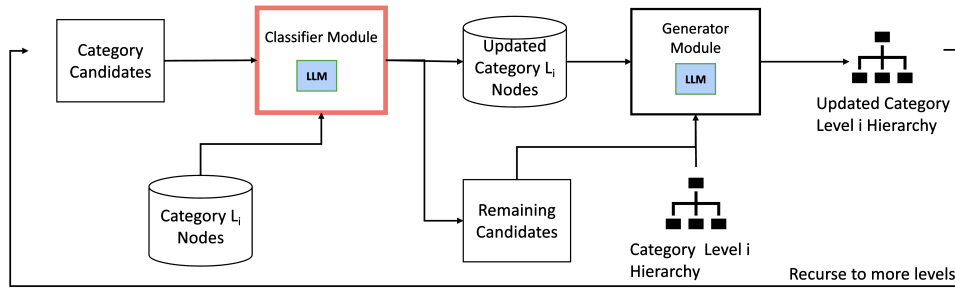 Category
Candidates
Classifier Module
LLM
Updated
Category Lᵢ
Nodes
Generator
Module
LLM
Updated Category
Level i Hierarchy
Category Lᵢ
Nodes
Remaining
Candidates
Category Level i
Hierarchy
Recurse to more levels